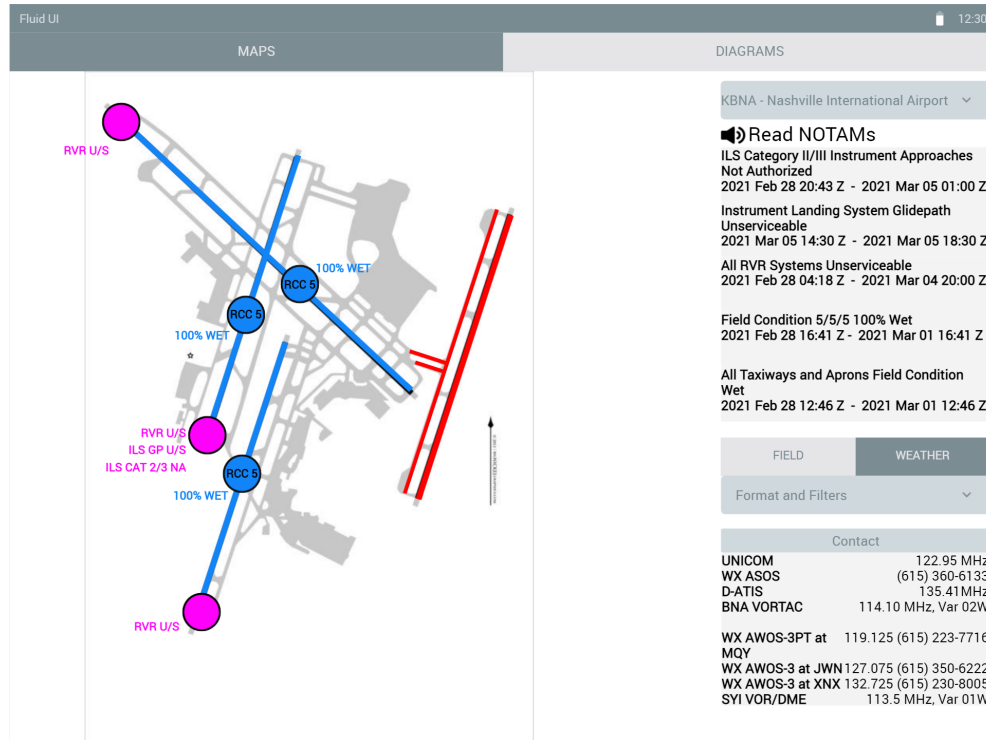 Fluid UI
12:30
MAPS
DIAGRAMS
RVR U/S
100% WET
RCC 5
RCC 5
100% WET
RVR U/S
ILS GP U/S
ILS CAT 2/3 NA
RCC 5
100% WET
RVR U/S
KBNA - Nashville International Airport
Read NOTAMs
ILS Category II/III Instrument Approaches
Not Authorized
2021 Feb 28 20:43 Z - 2021 Mar 05 01:00 Z
Instrument Landing System Glidepath
Unserviceable
2021 Mar 05 14:30 Z - 2021 Mar 05 18:30 Z
All RVR Systems Unserviceable
2021 Feb 28 04:18 Z - 2021 Mar 04 20:00 Z
Field Condition 5/5/5 100% Wet
2021 Feb 28 16:41 Z - 2021 Mar 01 16:41 Z
All Taxiways and Aprons Field Condition
Wet
2021 Feb 28 12:46 Z - 2021 Mar 01 12:46 Z
FIELD
WEATHER
Format and Filters
Contact
UNICOM 122.95 MHz
WX ASOS (615) 360-6133
D-ATIS 135.41MHz
BNA VORTAC 114.10 MHz, Var 02W
WX AWOS-3PT at 119.125 (615) 223-7716
MQY
WX AWOS-3 at JWN 127.075 (615) 350-6222
WX AWOS-3 at XNX 132.725 (615) 230-8005
SYI VOR/DME 113.5 MHz, Var 01W